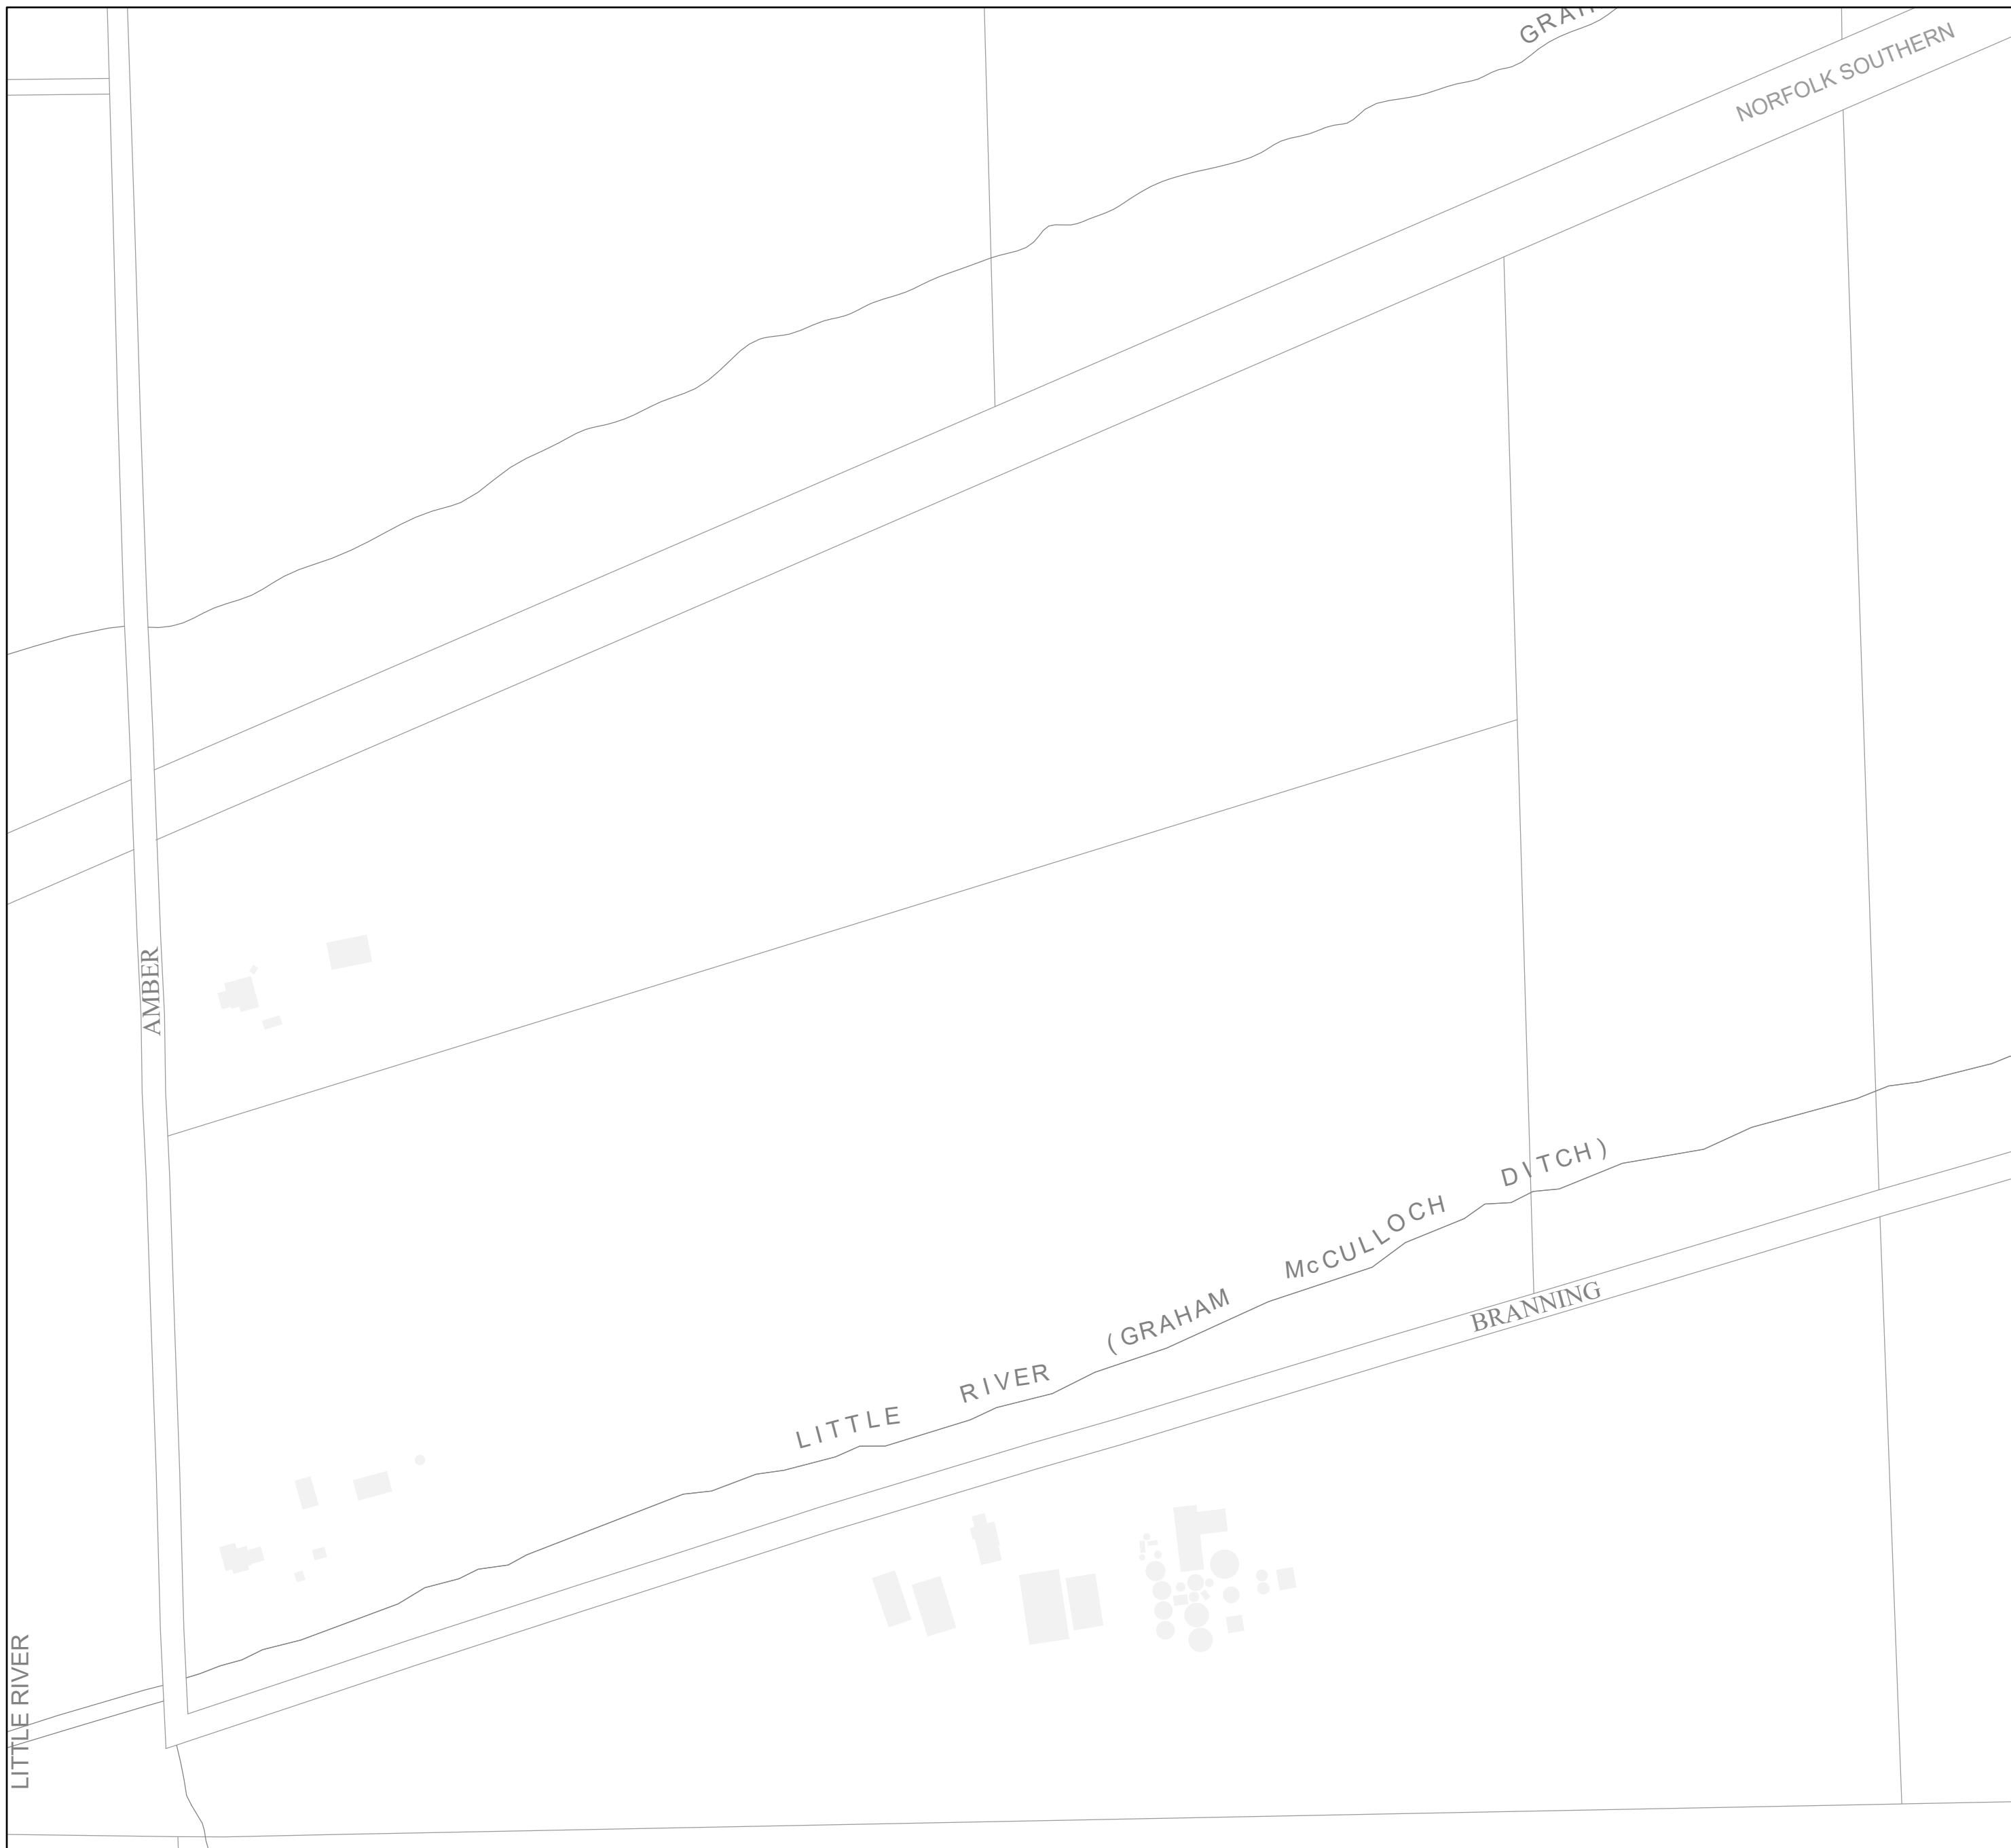 NORFOLK SOUTHERN
AMBER
LITTLE RIVER (GRAHAM McCULLOCH DITCH)
BRANNING
LITTLE RIVER